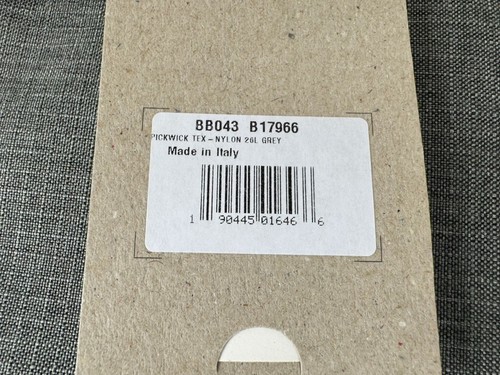 BB043 B17966
PICKWICK TEX-NYLON 26L GREY
Made in Italy
1 90445 01646 6